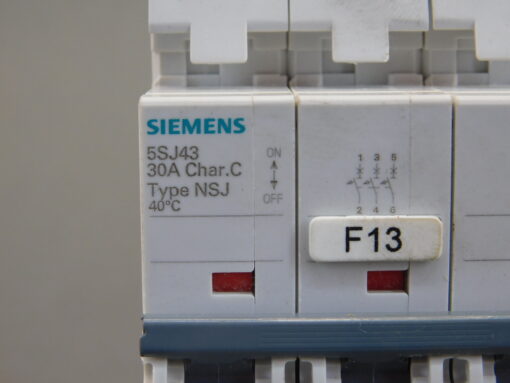 SIEMENS
5SJ43
30A Char.C
Type NSJ
40°C
ON
OFF
1 3 5
2 4 6
F13